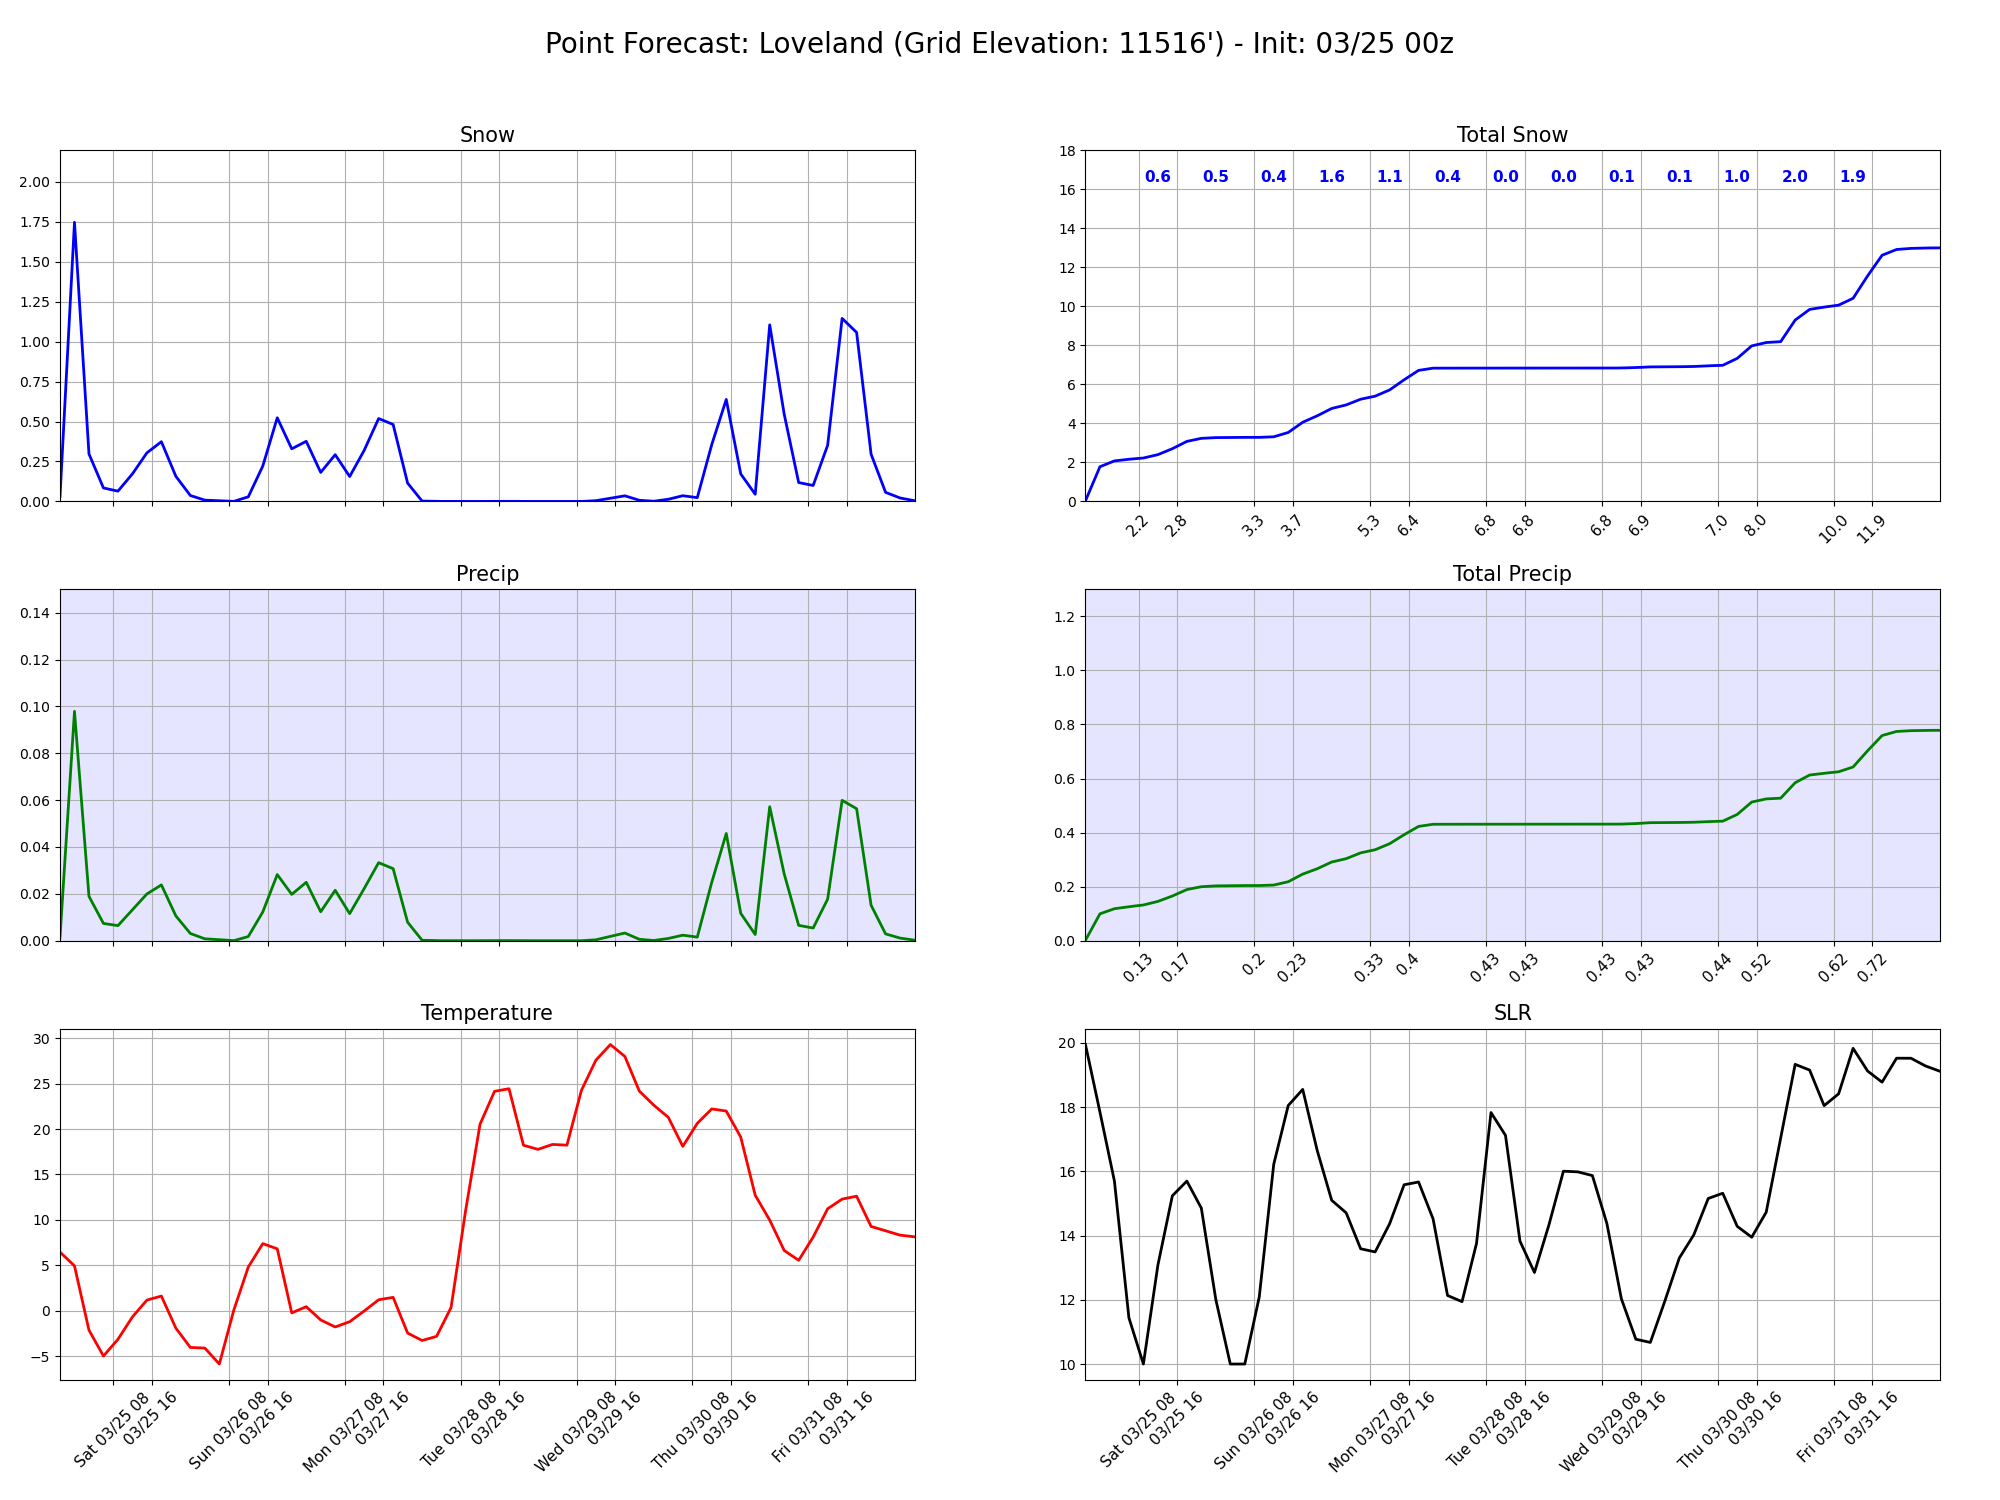 Point Forecast: Loveland (Grid Elevation: 11516') - Init: 03/25 00z
Snow
2.00
1.75
1.50
1.25
1.00
0.75
0.50
0.25
0.00
Total Snow
18
16
14
12
10
8
6
4
2
0
0.6 0.5 0.4 1.6 1.1 0.4 0.0 0.0 0.1 0.1 1.0 2.0 1.9
2.2 2.8 3.3 3.7 5.3 6.4 6.8 6.8 6.8 6.9 7.0 8.0 10.0 11.9
Precip
0.14
0.12
0.10
0.08
0.06
0.04
0.02
0.00
Total Precip
1.2
1.0
0.8
0.6
0.4
0.2
0.0
0.13 0.17 0.2 0.23 0.33 0.4 0.43 0.43 0.43 0.43 0.44 0.52 0.62 0.72
Temperature
30
25
20
15
10
5
0
−5
Sat 03/25 08
03/25 16
Sun 03/26 08
03/26 16
Mon 03/27 08
03/27 16
Tue 03/28 08
03/28 16
Wed 03/29 08
03/29 16
Thu 03/30 08
03/30 16
Fri 03/31 08
03/31 16
SLR
20
18
16
14
12
10
Sat 03/25 08
03/25 16
Sun 03/26 08
03/26 16
Mon 03/27 08
03/27 16
Tue 03/28 08
03/28 16
Wed 03/29 08
03/29 16
Thu 03/30 08
03/30 16
Fri 03/31 08
03/31 16